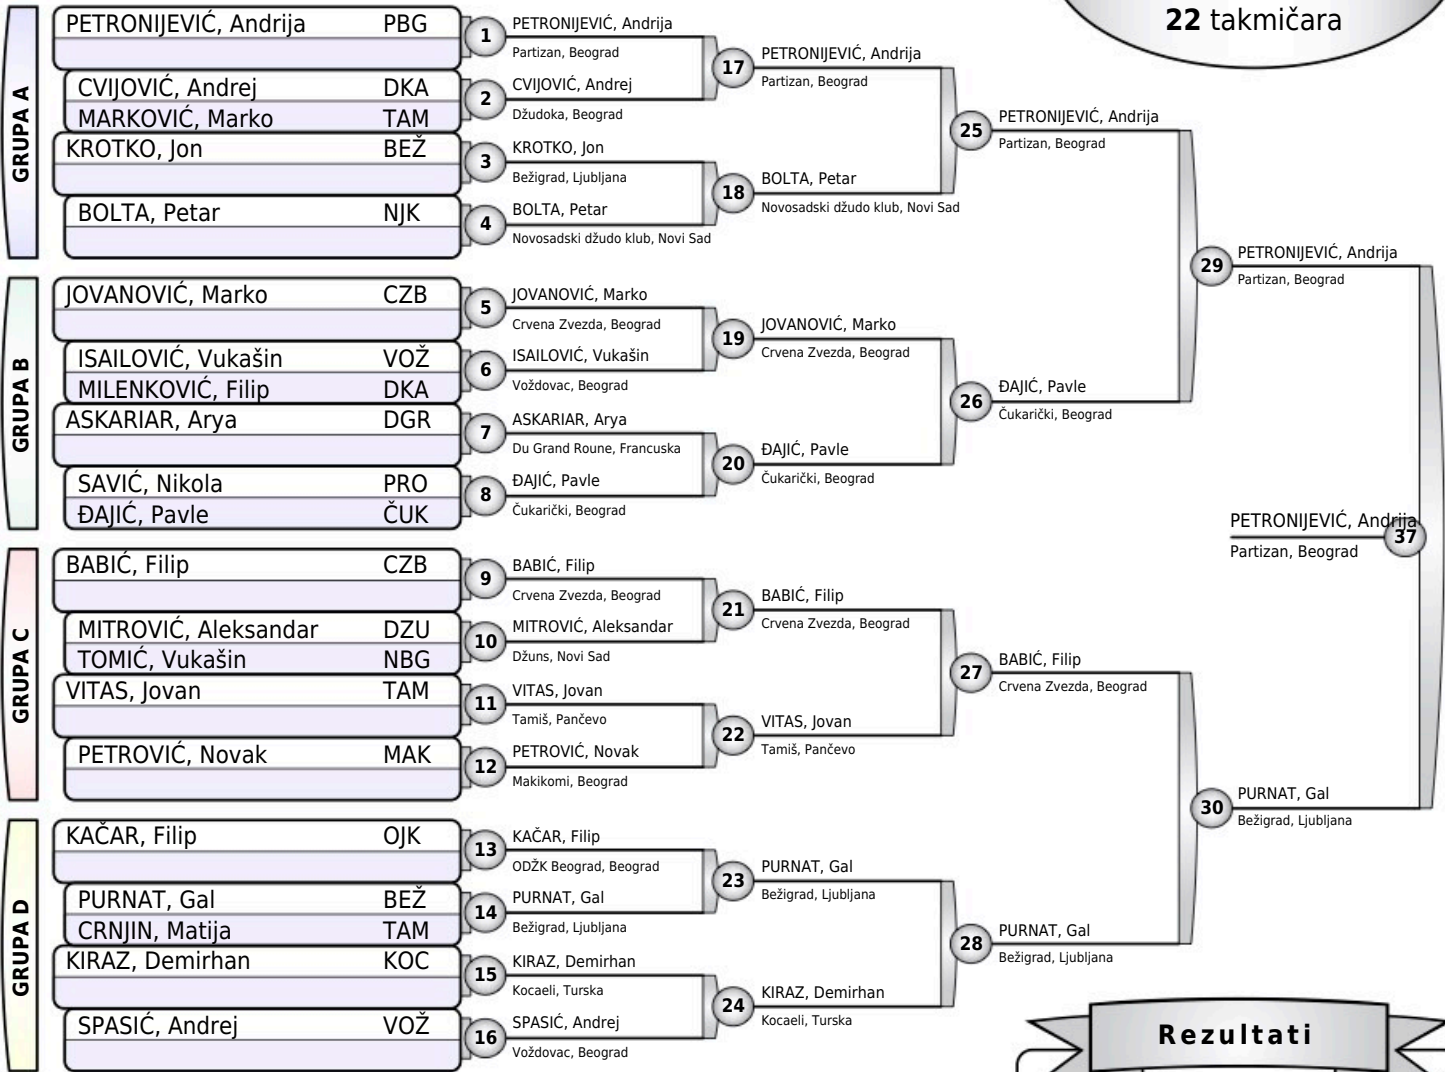 22 takmičara
GRUPA A
PETRONIJEVIĆ, Andrija PBG
CVIJOVIĆ, Andrej DKA
MARKOVIĆ, Marko TAM
KROTKO, Jon BEŽ
BOLTA, Petar NJK
1
PETRONIJEVIĆ, Andrija
Partizan, Beograd
2
CVIJOVIĆ, Andrej
Džudoka, Beograd
3
KROTKO, Jon
Bežigrad, Ljubljana
4
BOLTA, Petar
Novosadski džudo klub, Novi Sad
17
PETRONIJEVIĆ, Andrija
Partizan, Beograd
18
BOLTA, Petar
Novosadski džudo klub, Novi Sad
25
PETRONIJEVIĆ, Andrija
Partizan, Beograd
GRUPA B
JOVANOVIĆ, Marko CZB
ISAILOVIĆ, Vukašin VOŽ
MILENKOVIĆ, Filip DKA
ASKARIAR, Arya DGR
SAVIĆ, Nikola PRO
ĐAJIĆ, Pavle ČUK
5
JOVANOVIĆ, Marko
Crvena Zvezda, Beograd
6
ISAILOVIĆ, Vukašin
Voždovac, Beograd
7
ASKARIAR, Arya
Du Grand Roune, Francuska
8
ĐAJIĆ, Pavle
Čukarički, Beograd
19
JOVANOVIĆ, Marko
Crvena Zvezda, Beograd
20
ĐAJIĆ, Pavle
Čukarički, Beograd
26
ĐAJIĆ, Pavle
Čukarički, Beograd
29
PETRONIJEVIĆ, Andrija
Partizan, Beograd
GRUPA C
BABIĆ, Filip CZB
MITROVIĆ, Aleksandar DZU
TOMIĆ, Vukašin NBG
VITAS, Jovan TAM
PETROVIĆ, Novak MAK
9
BABIĆ, Filip
Crvena Zvezda, Beograd
10
MITROVIĆ, Aleksandar
Džuns, Novi Sad
11
VITAS, Jovan
Tamiš, Pančevo
12
PETROVIĆ, Novak
Makikomi, Beograd
21
BABIĆ, Filip
Crvena Zvezda, Beograd
22
VITAS, Jovan
Tamiš, Pančevo
27
BABIĆ, Filip
Crvena Zvezda, Beograd
GRUPA D
KAČAR, Filip OJK
PURNAT, Gal BEŽ
CRNJIN, Matija TAM
KIRAZ, Demirhan KOC
SPASIĆ, Andrej VOŽ
13
KAČAR, Filip
ODŽK Beograd, Beograd
14
PURNAT, Gal
Bežigrad, Ljubljana
15
KIRAZ, Demirhan
Kocaeli, Turska
16
SPASIĆ, Andrej
Voždovac, Beograd
23
PURNAT, Gal
Bežigrad, Ljubljana
24
KIRAZ, Demirhan
Kocaeli, Turska
28
PURNAT, Gal
Bežigrad, Ljubljana
30
PURNAT, Gal
Bežigrad, Ljubljana
PETRONIJEVIĆ, Andrija
37
Partizan, Beograd
Rezultati